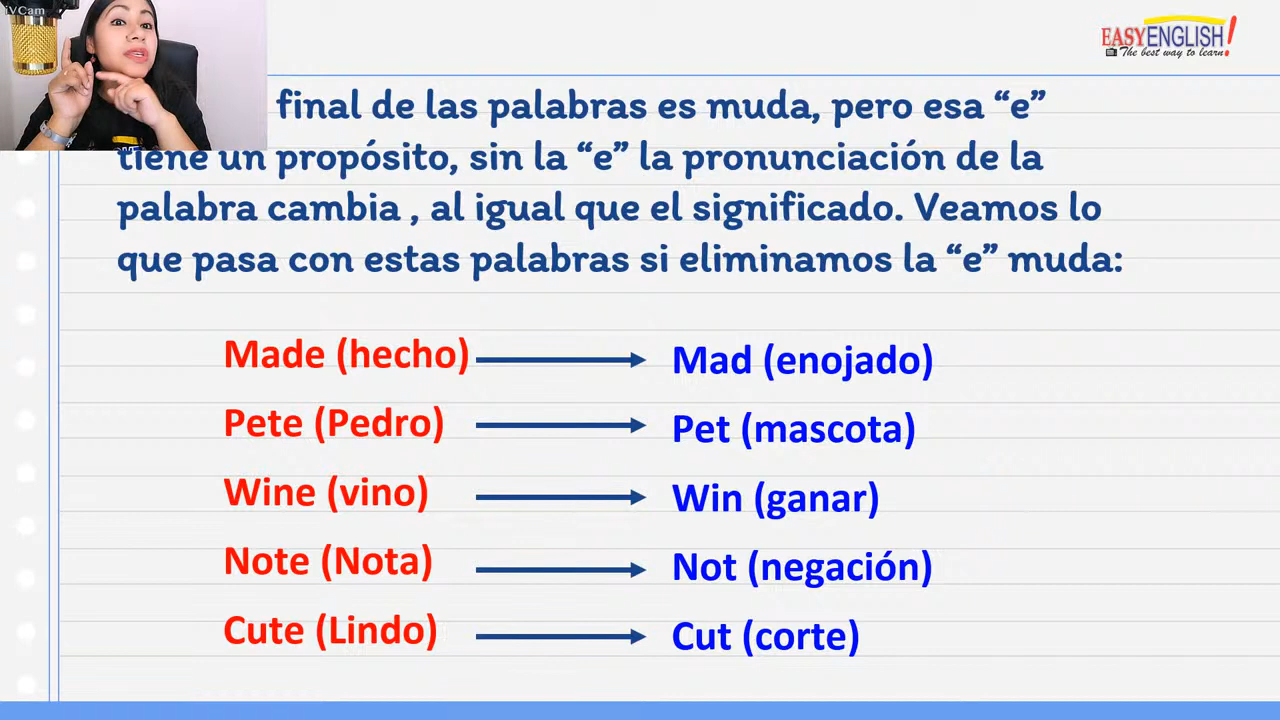 iVCam
EASYENGLISH!
The best way to learn!
final de las palabras es muda, pero esa “e”
tiene un propósito, sin la “e” la pronunciación de la
palabra cambia , al igual que el significado. Veamos lo
que pasa con estas palabras si eliminamos la “e” muda:
Made (hecho) Mad (enojado)
Pete (Pedro) Pet (mascota)
Wine (vino) Win (ganar)
Note (Nota) Not (negación)
Cute (Lindo) Cut (corte)